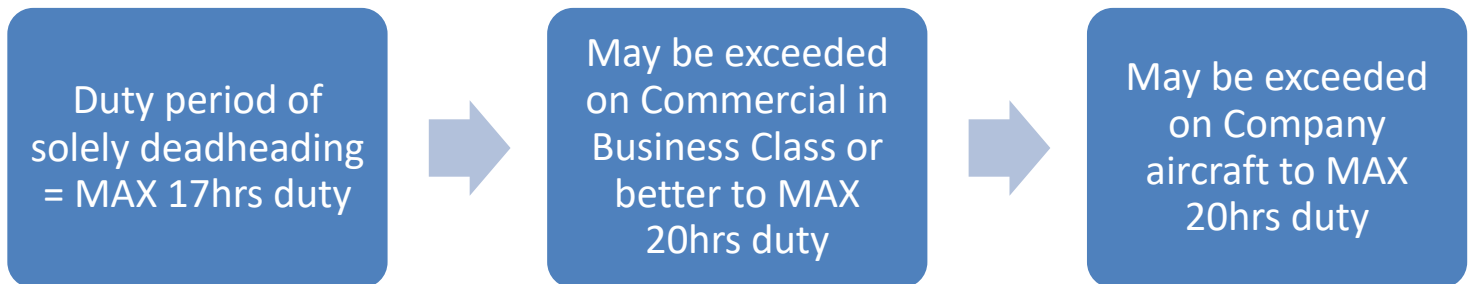 Duty period of
solely deadheading
= MAX 17hrs duty
May be exceeded
on Commercial in
Business Class or
better to MAX
20hrs duty
May be exceeded
on Company
aircraft to MAX
20hrs duty